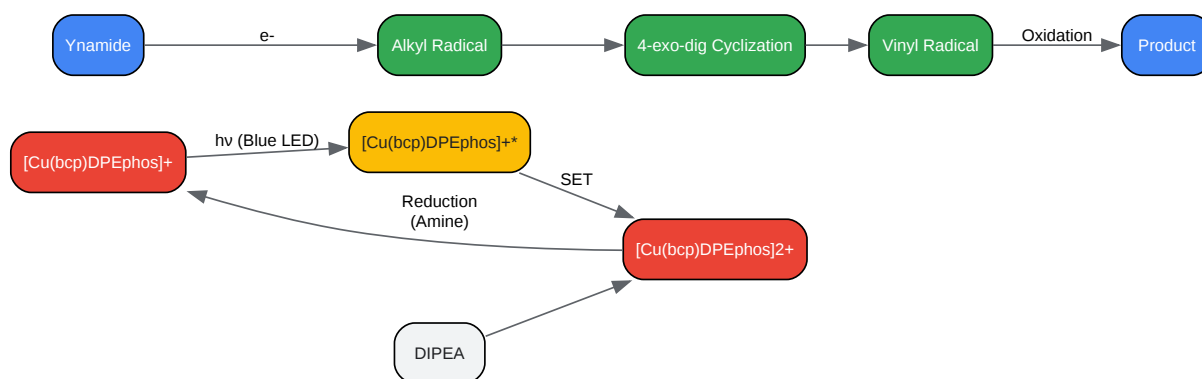 Ynamide
e-
Alkyl Radical
4-exo-dig Cyclization
Vinyl Radical
Oxidation
Product
[Cu(bcp)DPEphos]+
hν (Blue LED)
[Cu(bcp)DPEphos]+*
SET
Reduction
(Amine)
[Cu(bcp)DPEphos]2+
DIPEA